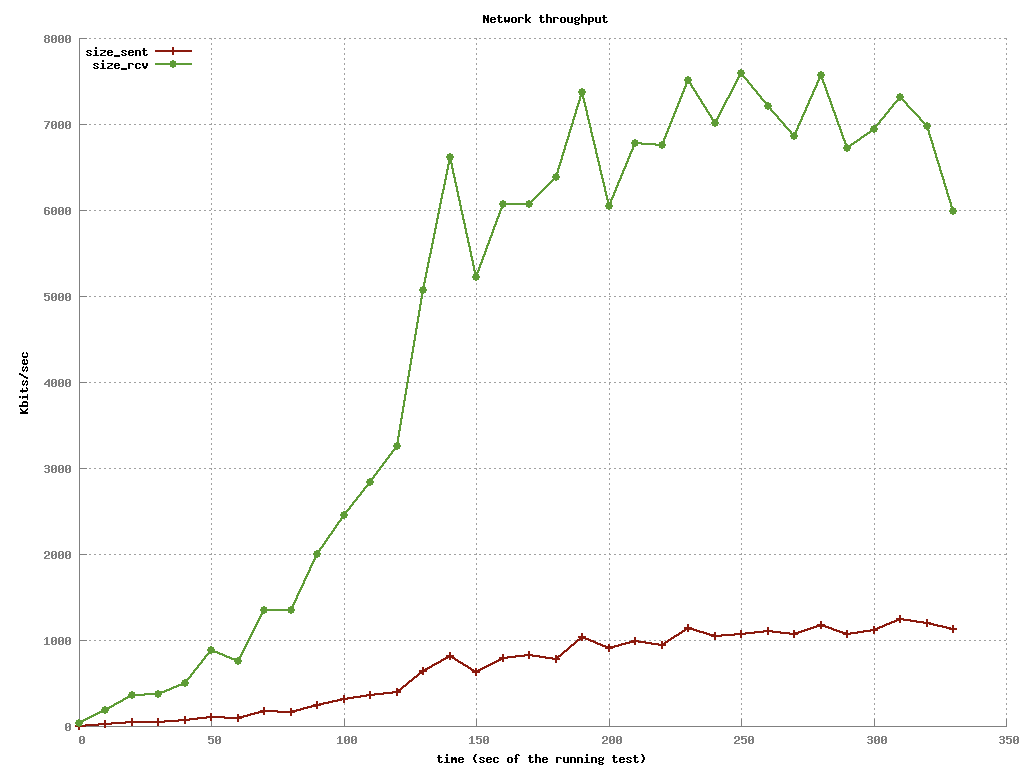 Network throughput
size_sent
size_rcv
8000
7000
6000
5000
4000
3000
2000
1000
0
Kbits/sec
0 50 100 150 200 250 300 350
time (sec of the running test)